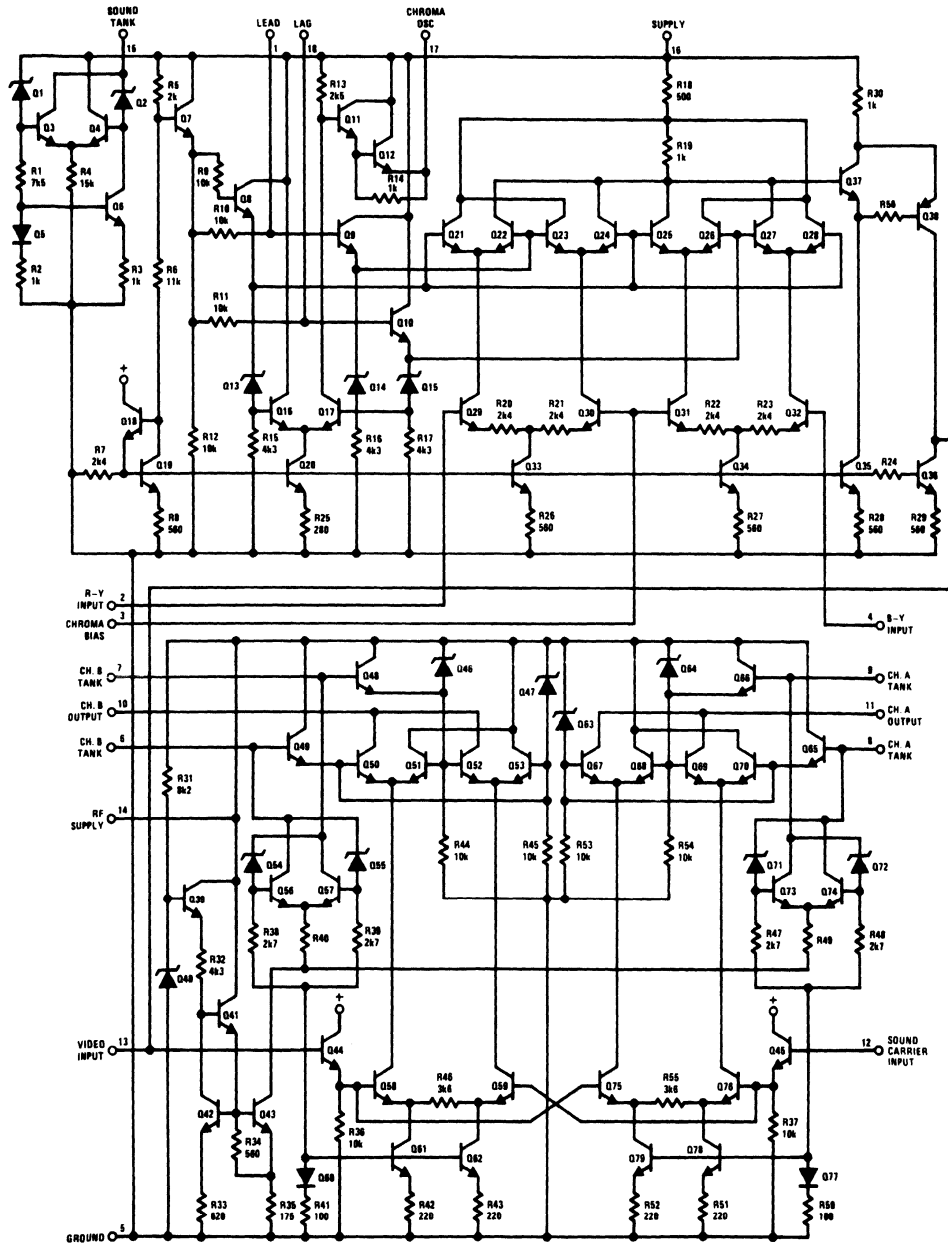 SOUND TANK 15
LEAD 1
LAG 18
CHROMA OSC 17
SUPPLY 16
Q1
Q2
Q3
Q4
R1 7k5
R4 15k
Q6
Q5
R2 1k
R3 1k
R5 2k
Q7
R6 11k
R9 10k
Q8
R10 10k
R11 10k
R13 2k5
Q11
Q12
R14 1k
Q9
Q10
R18 500
R19 1k
R30 1k
Q37
R56
Q38
Q21
Q22
Q23
Q24
Q25
Q26
Q27
Q28
+
Q18
R7 2k4
Q19
R8 560
R12 10k
Q13
Q14
Q15
Q16
Q17
R15 4k3
R16 4k3
R17 4k3
Q20
R25 280
Q29
R20 2k4
R21 2k4
Q30
Q31
R22 2k4
R23 2k4
Q32
Q33
Q34
Q35
R24
Q36
R26 560
R27 560
R28 560
R29 560
R-Y INPUT 2
CHROMA BIAS 3
4 B-Y INPUT
CH. B TANK 7
CH. B OUTPUT 10
CH. B TANK 6
9 CH. A TANK
11 CH. A OUTPUT
8 CH. A TANK
Q48
Q46
Q47
Q63
Q64
Q66
Q49
Q50
Q51
Q52
Q53
Q67
Q68
Q69
Q70
Q65
R31 8k2
RF SUPPLY 14
R44 10k
R45 10k
R53 10k
R54 10k
Q54
Q55
Q56
Q57
Q71
Q72
Q73
Q74
Q39
R38 2k7
R40
R39 2k7
R47 2k7
R49
R48 2k7
R32 4k3
Q40
Q41
+
+
VIDEO INPUT 13
Q44
Q45
12 SOUND CARRIER INPUT
Q58
R46 3k6
Q59
Q75
R55 3k6
Q76
Q42
Q43
R34 560
R36 10k
R37 10k
Q61
Q62
Q79
Q78
Q60
Q77
R33 620
R35 175
R41 100
R42 220
R43 220
R52 220
R51 220
R50 100
GROUND 5